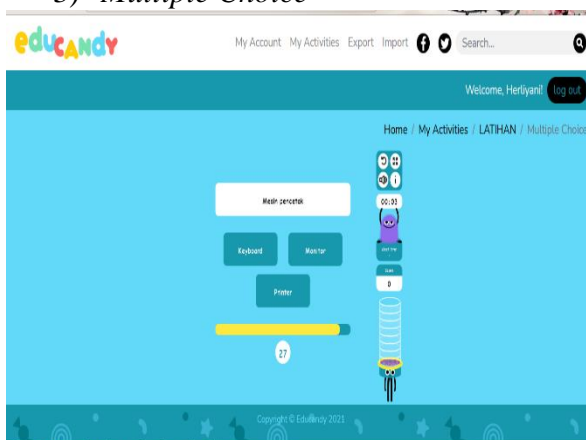 3) Multiple Choice
eDUCANDY
My Account My Activities Export Import Search...
Welcome, Herliyani! log out
Home / My Activities / LATIHAN / Multiple Choice
00:03
Mesin pencetak
Keyboard Monitor
0
Printer
27
Copyright © Educandy 2021